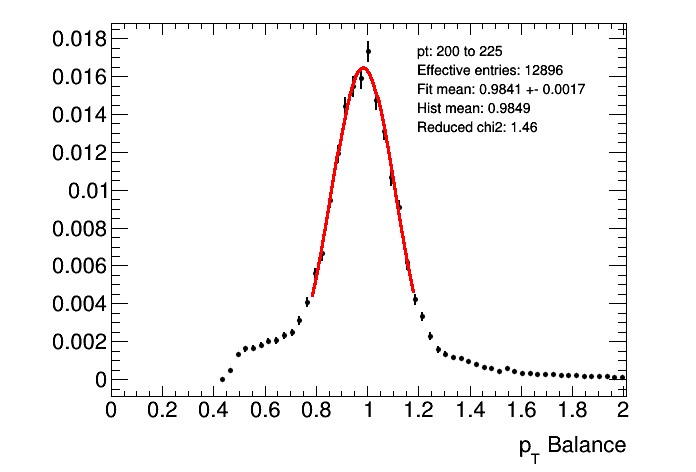 0.018
0.016
0.014
0.012
0.01
0.008
0.006
0.004
0.002
0
pt: 200 to 225
Effective entries: 12896
Fit mean: 0.9841 +- 0.0017
Hist mean: 0.9849
Reduced chi2: 1.46
0 0.2 0.4 0.6 0.8 1 1.2 1.4 1.6 1.8 2
p_T Balance